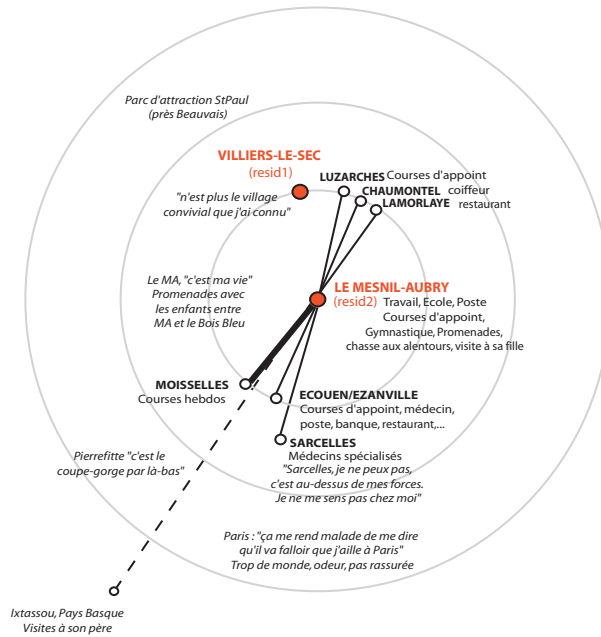 Parc d'attraction StPaul
(près Beauvais)
VILLIERS-LE-SEC
(resid1)
"n'est plus le village
convivial que j'ai connu"
LUZARCHES Courses d'appoint
CHAUMONTEL coiffeur
LAMORLAYE restaurant
Le MA, "c'est ma vie"
Promenades avec
les enfants entre
MA et le Bois Bleu
LE MESNIL-AUBRY
(resid2) Travail, Ecole, Poste
Courses d'appoint,
Gymnastique, Promenades,
chasse aux alentours, visite à sa fille
MOISSELLES
Courses hebdos
ECOUEN/EZANVILLE
Courses d'appoint, médecin,
poste, banque, restaurant,...
SARCELLES
Médecins spécialisés
"Sarcelles, je ne peux pas,
c'est au-dessus de mes forces.
Je ne me sens pas chez moi"
Pierrefitte "c'est le
coupe-gorge par là-bas"
Paris : "ça me rend malade de me dire
qu'il va falloir que j'aille à Paris"
Trop de monde, odeur, pas rassurée
Ixtassou, Pays Basque
Visites à son père